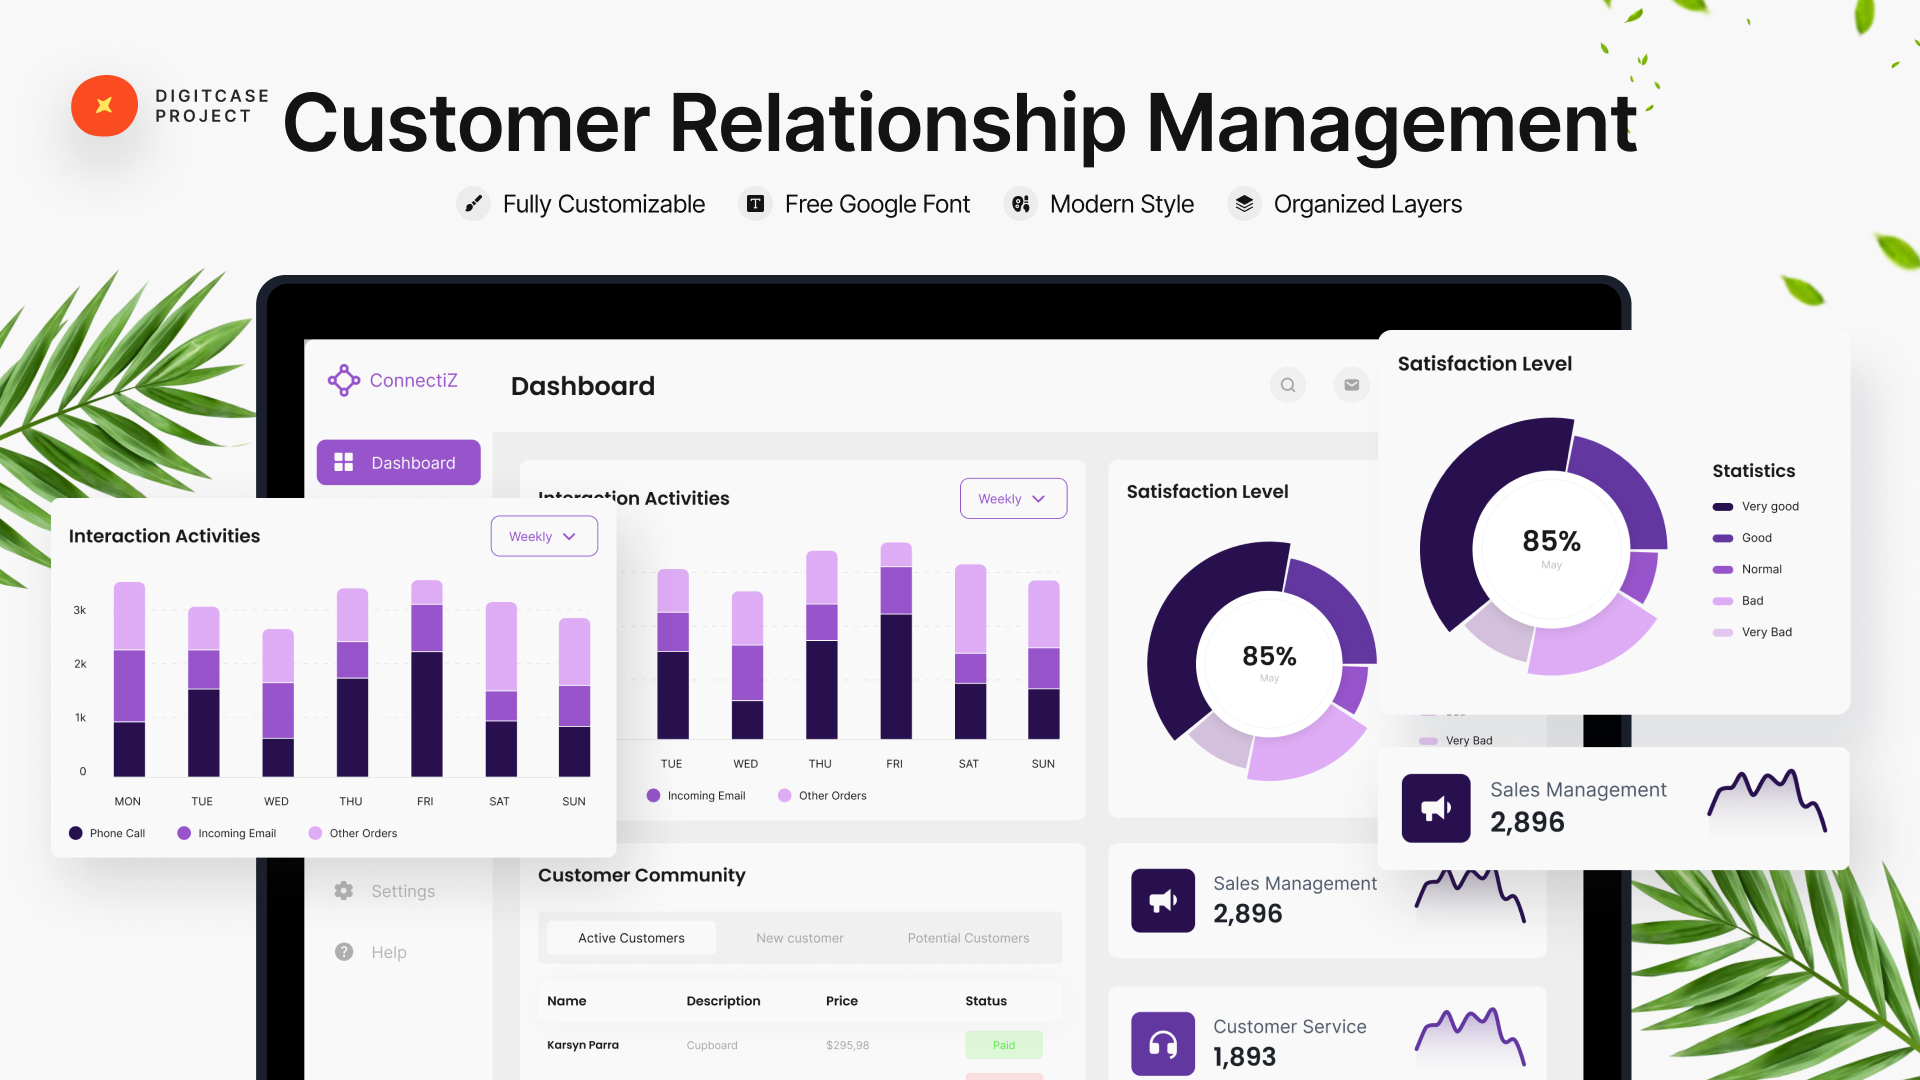 DIGITCASE
PROJECT
Customer Relationship Management
Fully Customizable
Free Google Font
Modern Style
Organized Layers
ConnectiZ
Dashboard
Dashboard
Interaction Activities
Weekly
TUE WED THU FRI SAT SUN
Incoming Email
Other Orders
Interaction Activities
Weekly
3k
2k
1k
0
MON TUE WED THU FRI SAT SUN
Phone Call
Incoming Email
Other Orders
Settings
Help
Satisfaction Level
85%
May
Very Bad
Satisfaction Level
85%
May
Statistics
Very good
Good
Normal
Bad
Very Bad
Sales Management
2,896
Customer Community
Active Customers
New customer
Potential Customers
Name Description Price Status
Karsyn Parra Cupboard $295,98 Paid
Sales Management
2,896
Customer Service
1,893